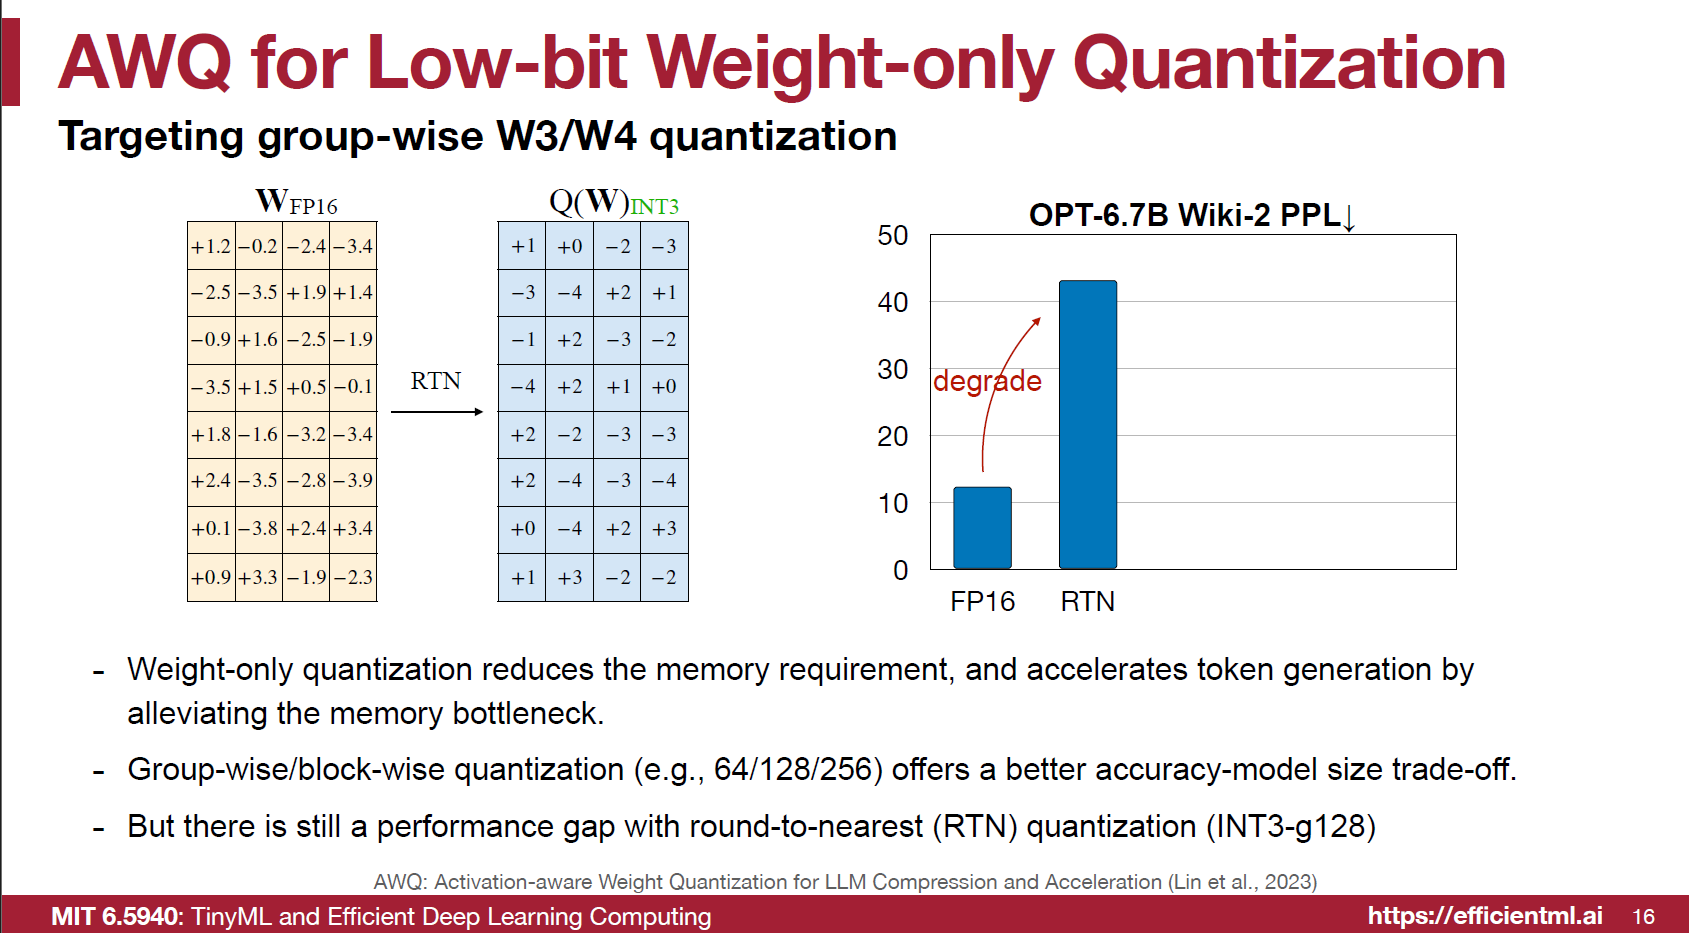 AWQ for Low-bit Weight-only Quantization
Targeting group-wise W3/W4 quantization
W FP16
+1.2 −0.2 −2.4 −3.4
−2.5 −3.5 +1.9 +1.4
−0.9 +1.6 −2.5 −1.9
−3.5 +1.5 +0.5 −0.1
+1.8 −1.6 −3.2 −3.4
+2.4 −3.5 −2.8 −3.9
+0.1 −3.8 +2.4 +3.4
+0.9 +3.3 −1.9 −2.3
RTN
Q(W) INT3
+1 +0 −2 −3
−3 −4 +2 +1
−1 +2 −3 −2
−4 +2 +1 +0
+2 −2 −3 −3
+2 −4 −3 −4
+0 −4 +2 +3
+1 +3 −2 −2
OPT-6.7B Wiki-2 PPL↓
50
40
30
20
10
0
degrade
FP16 RTN
- Weight-only quantization reduces the memory requirement, and accelerates token generation by
alleviating the memory bottleneck.
- Group-wise/block-wise quantization (e.g., 64/128/256) offers a better accuracy-model size trade-off.
- But there is still a performance gap with round-to-nearest (RTN) quantization (INT3-g128)
AWQ: Activation-aware Weight Quantization for LLM Compression and Acceleration (Lin et al., 2023)
MIT 6.5940: TinyML and Efficient Deep Learning Computing
https://efficientml.ai 16